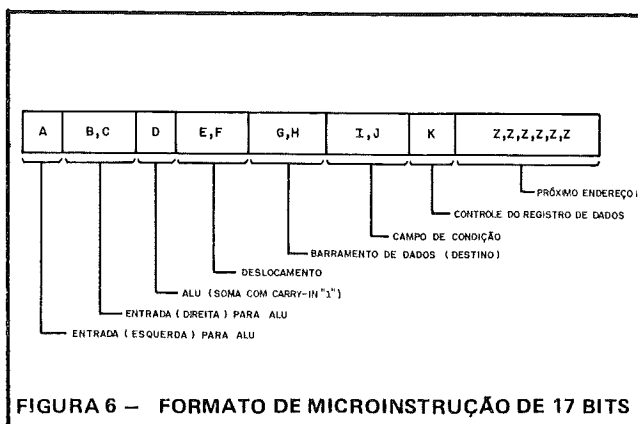 A B,C D E,F G,H I,J K Z,Z,Z,Z,Z,Z
PRÓXIMO ENDEREÇO
CONTROLE DO REGISTRO DE DADOS
CAMPO DE CONDIÇÃO
BARRAMENTO DE DADOS (DESTINO)
DESLOCAMENTO
ALU (SOMA COM CARRY-IN "1")
ENTRADA (DIREITA) PARA ALU
ENTRADA (ESQUERDA) PARA ALU
FIGURA 6 — FORMATO DE MICROINSTRUÇÃO DE 17 BITS